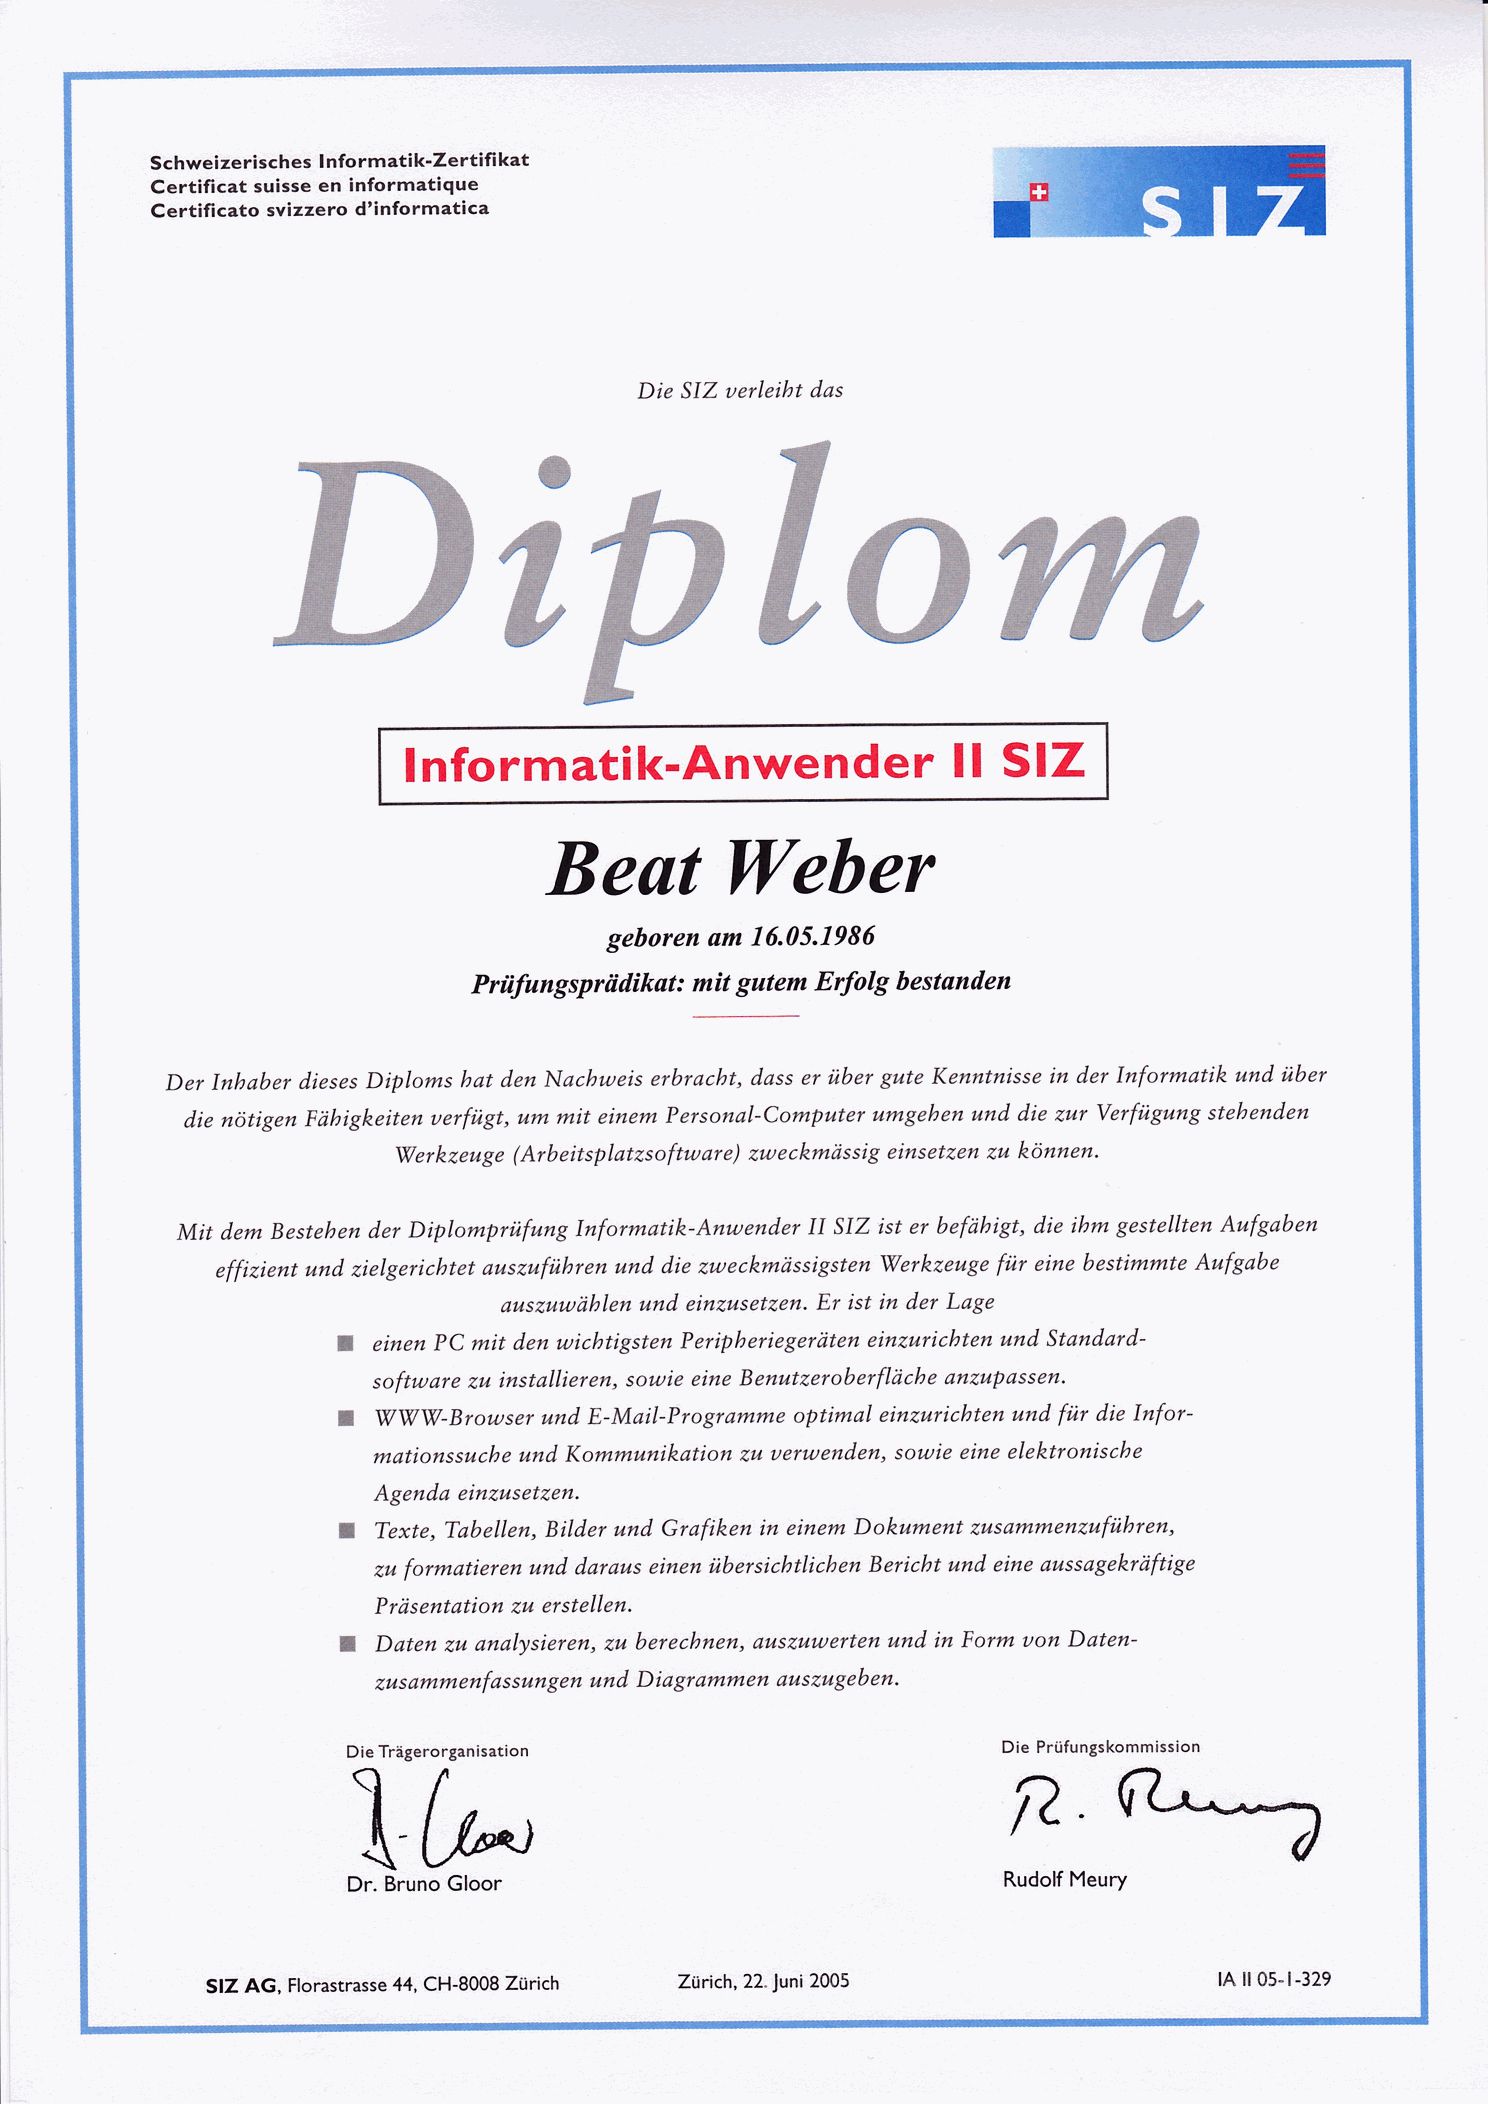 Schweizerisches Informatik-Zertifikat
Certificat suisse en informatique
Certificato svizzero d'informatica
SIZ
Die SIZ verleiht das
Diplom
Informatik-Anwender II SIZ
Beat Weber
geboren am 16.05.1986
Prüfungsprädikat: mit gutem Erfolg bestanden
Der Inhaber dieses Diploms hat den Nachweis erbracht, dass er über gute Kenntnisse in der Informatik und über
die nötigen Fähigkeiten verfügt, um mit einem Personal-Computer umgehen und die zur Verfügung stehenden
Werkzeuge (Arbeitsplatzsoftware) zweckmässig einsetzen zu können.
Mit dem Bestehen der Diplomprüfung Informatik-Anwender II SIZ ist er befähigt, die ihm gestellten Aufgaben
effizient und zielgerichtet auszuführen und die zweckmässigsten Werkzeuge für eine bestimmte Aufgabe
auszuwählen und einzusetzen. Er ist in der Lage
einen PC mit den wichtigsten Peripheriegeräten einzurichten und Standard-
software zu installieren, sowie eine Benutzeroberfläche anzupassen.
WWW-Browser und E-Mail-Programme optimal einzurichten und für die Infor-
mationssuche und Kommunikation zu verwenden, sowie eine elektronische
Agenda einzusetzen.
Texte, Tabellen, Bilder und Grafiken in einem Dokument zusammenzuführen,
zu formatieren und daraus einen übersichtlichen Bericht und eine aussagekräftige
Präsentation zu erstellen.
Daten zu analysieren, zu berechnen, auszuwerten und in Form von Daten-
zusammenfassungen und Diagrammen auszugeben.
Die Trägerorganisation
B. Gloor
Dr. Bruno Gloor
Die Prüfungskommission
R. Meury
Rudolf Meury
SIZ AG, Florastrasse 44, CH-8008 Zürich
Zürich, 22. Juni 2005
IA II 05-1-329